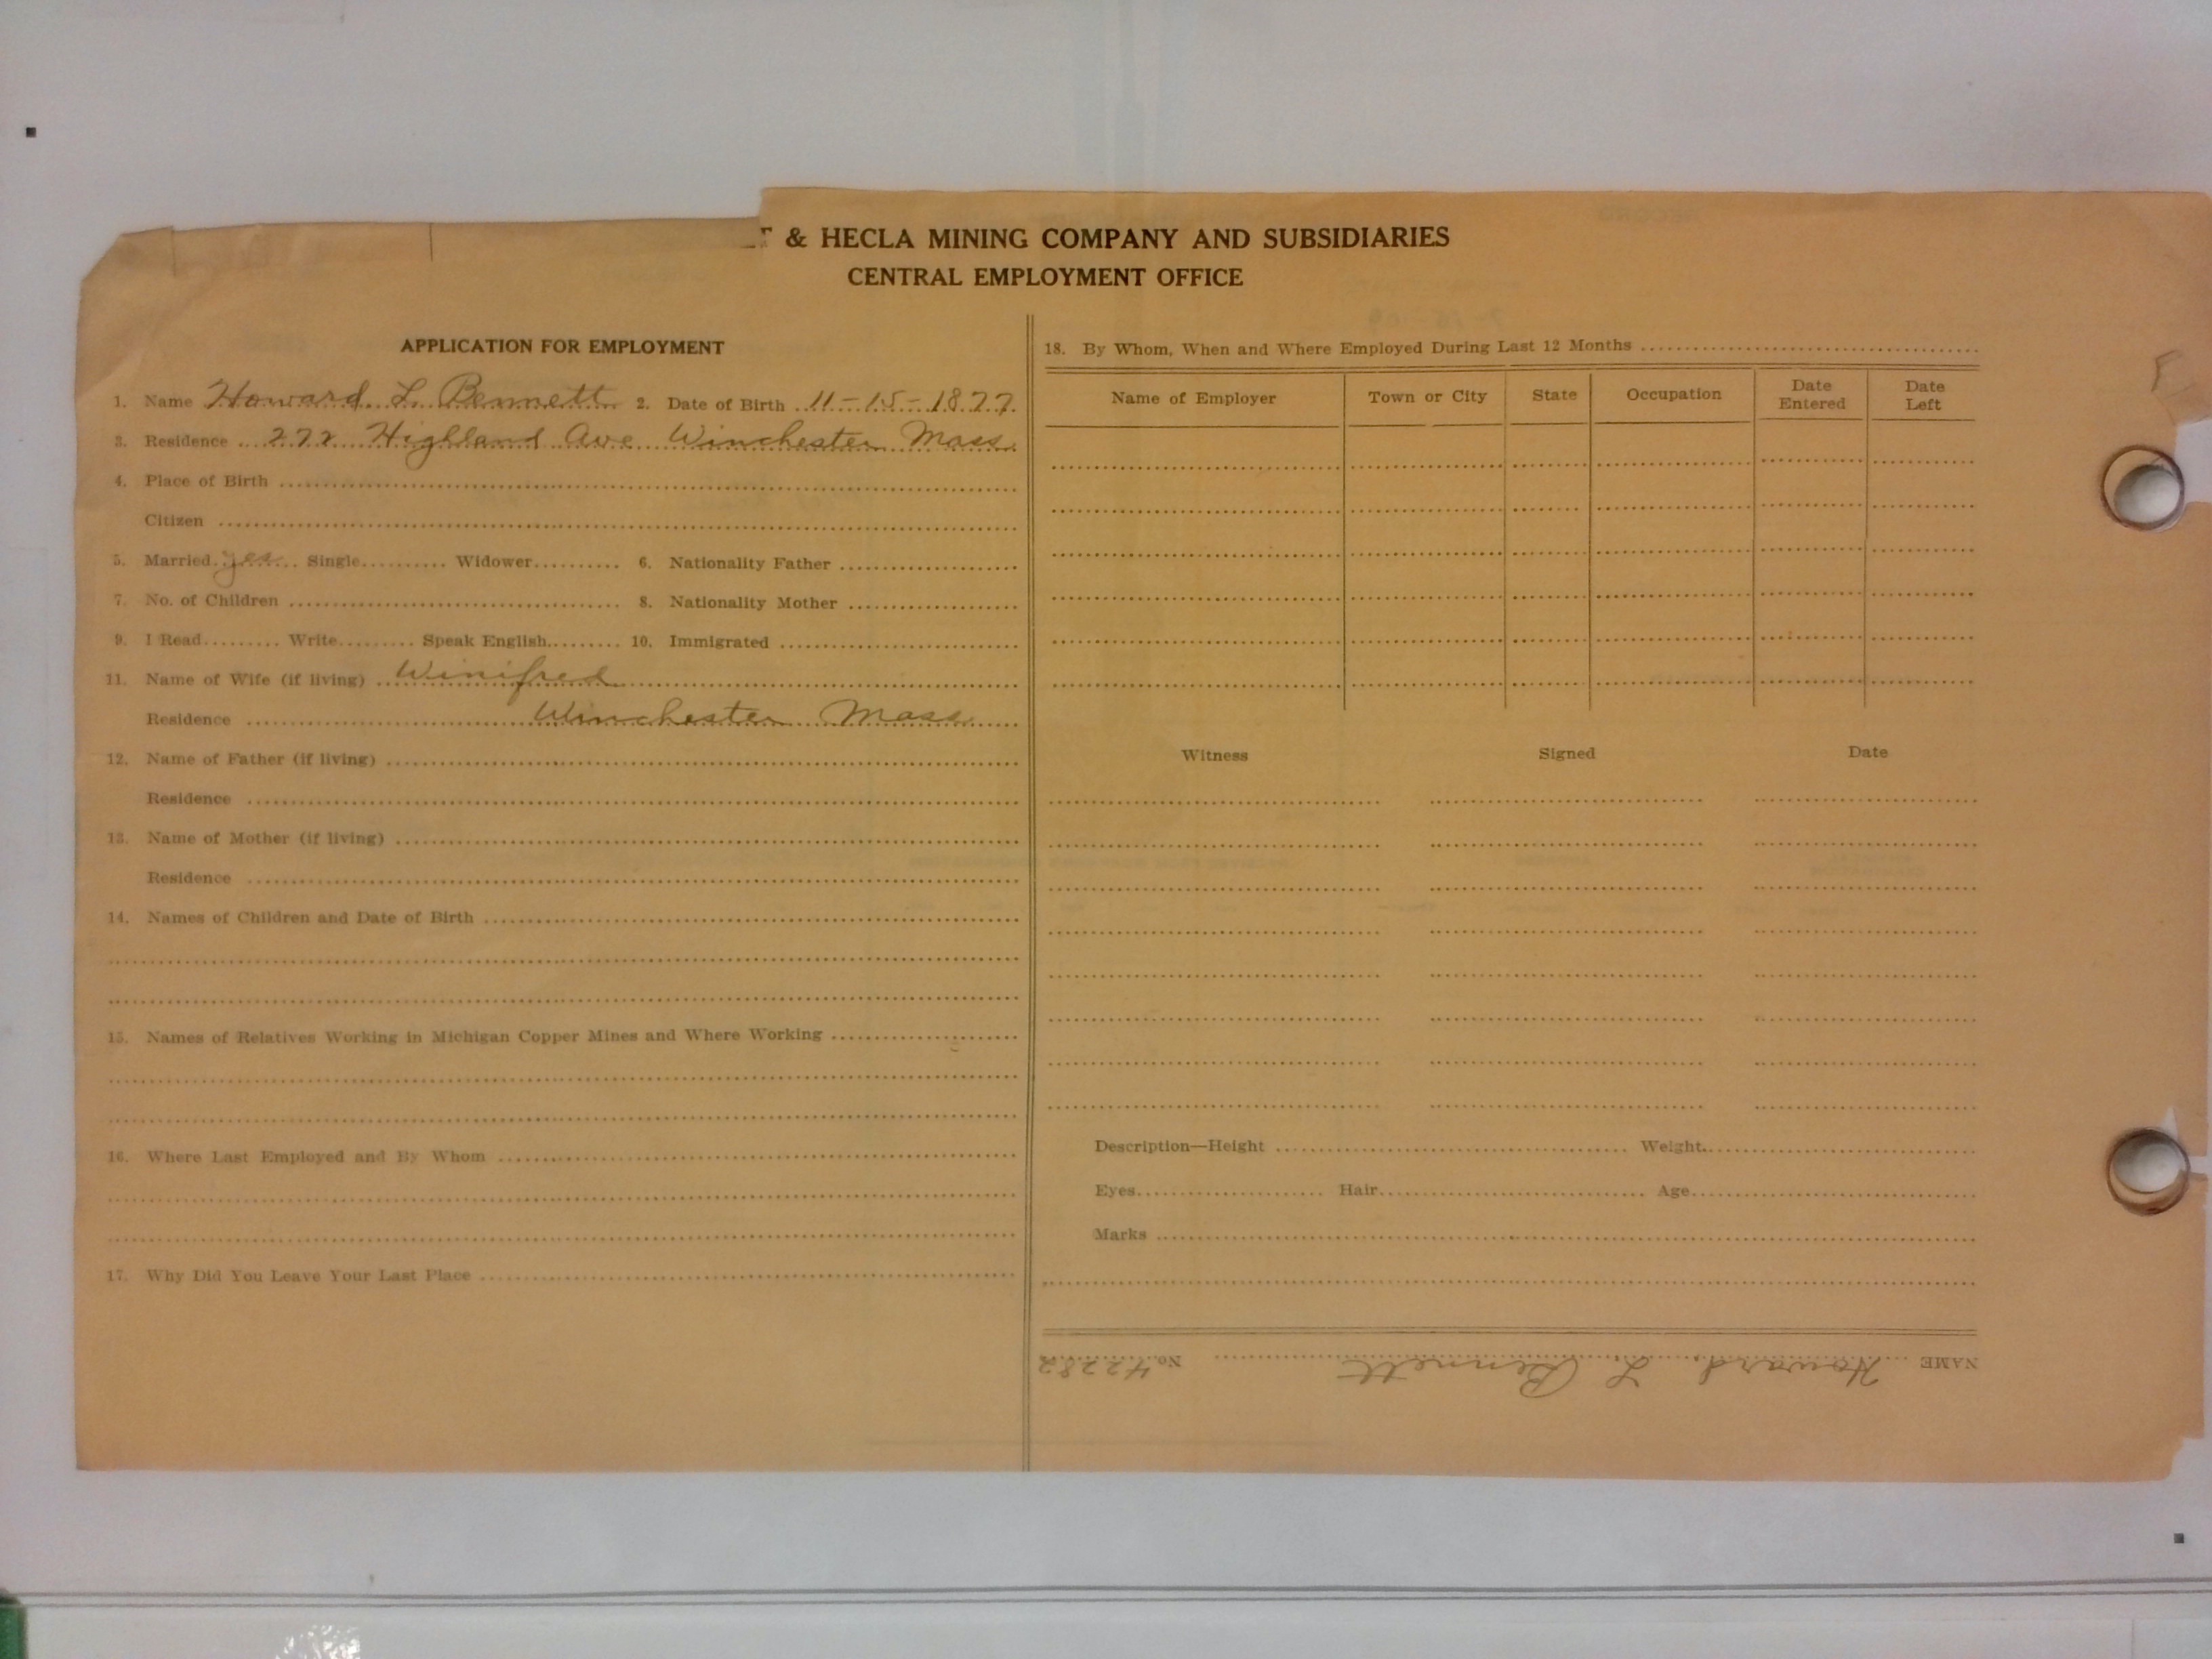 T & HECLA MINING COMPANY AND SUBSIDIARIES
CENTRAL EMPLOYMENT OFFICE
APPLICATION FOR EMPLOYMENT
1. Name Howard L. Bennett 2. Date of Birth 11-15-1877
3. Residence 272 Highland Ave Winchester Mass
4. Place of Birth
Citizen
5. Married yes Single Widower 6. Nationality Father
7. No. of Children 8. Nationality Mother
9. I Read Write Speak English 10. Immigrated
11. Name of Wife (if living) Winifred
Residence Winchester Mass
12. Name of Father (if living)
Residence
13. Name of Mother (if living)
Residence
14. Names of Children and Date of Birth
15. Names of Relatives Working in Michigan Copper Mines and Where Working
16. Where Last Employed and By Whom
17. Why Did You Leave Your Last Place
18. By Whom, When and Where Employed During Last 12 Months
Name of Employer Town or City State Occupation Date Entered Date Left
Witness Signed Date
Description—Height Weight
Eyes Hair Age
Marks
NAME Howard L. Bennett No. 42282